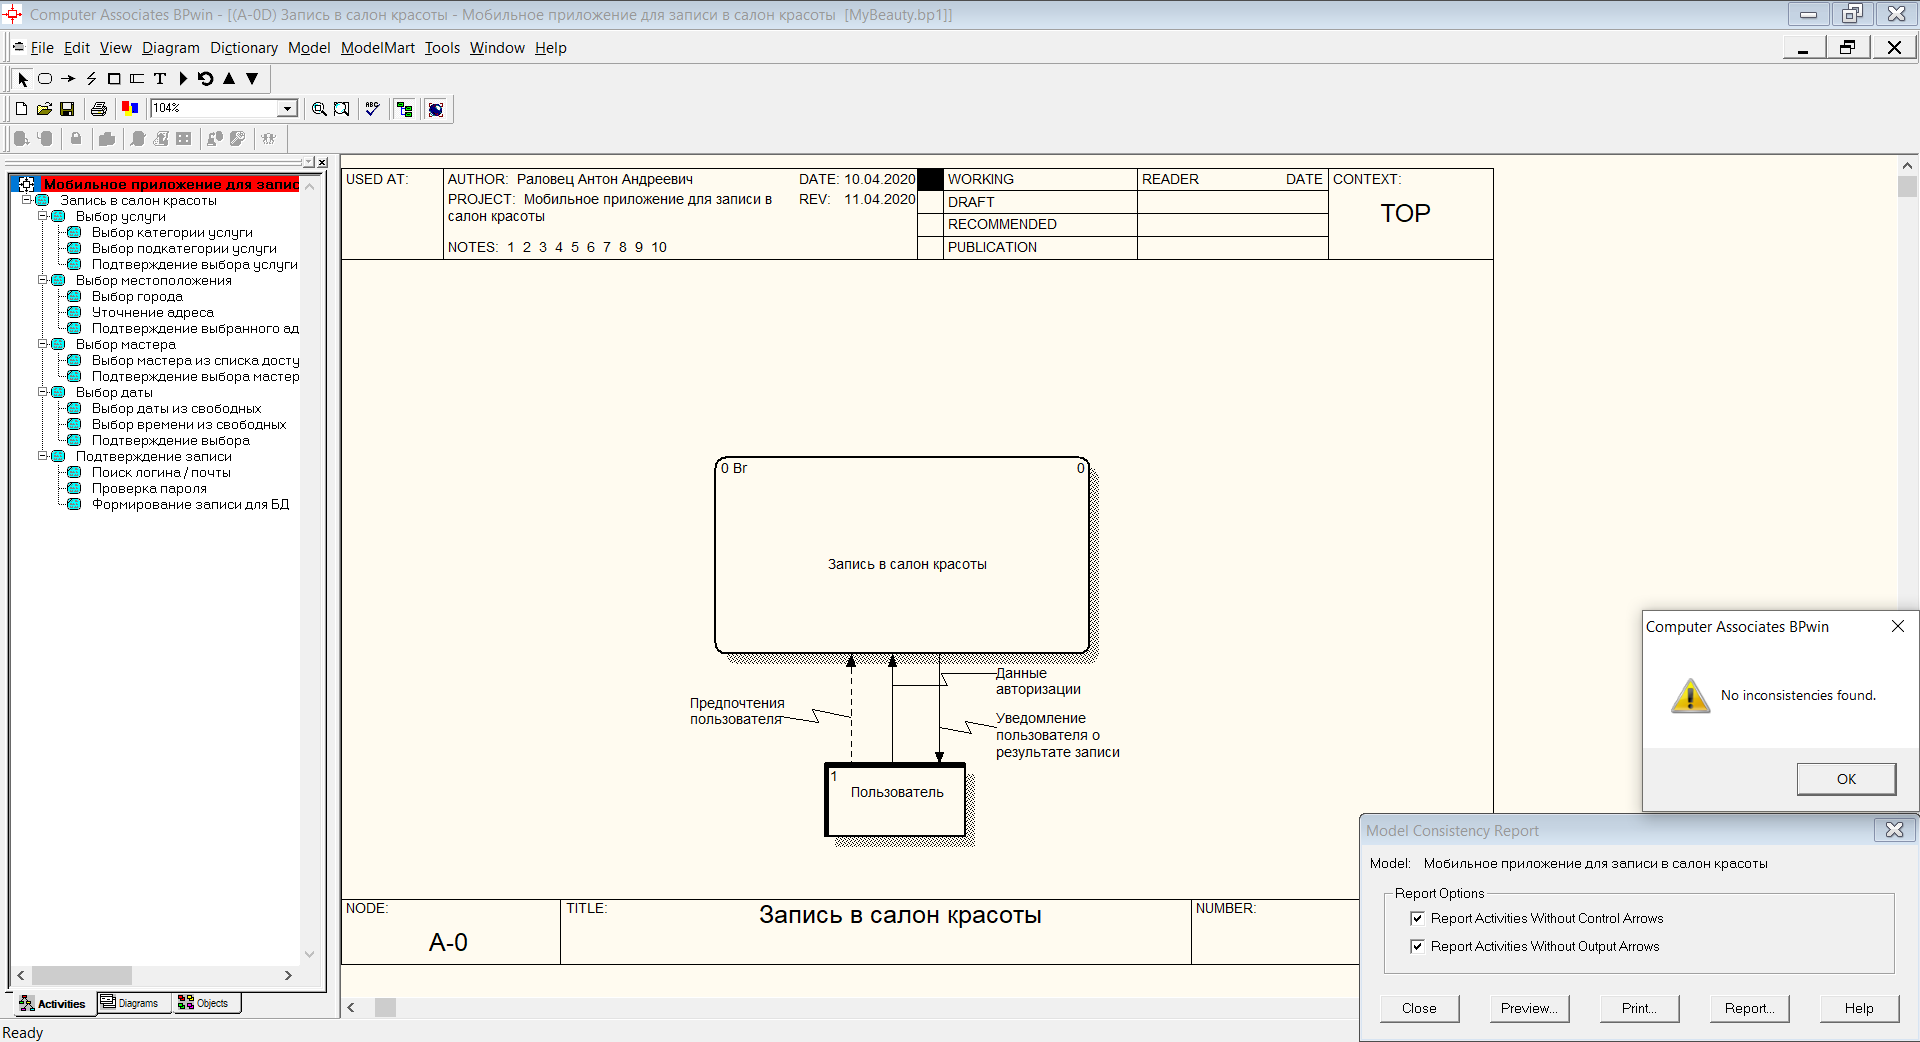 Computer Associates BPwin - [(A-0D) Запись в салон красоты - Мобильное приложение для записи в салон красоты  [MyBeauty.bp1]]
File Edit View Diagram Dictionary Model ModelMart Tools Window Help
T
104%
ABC
Мобильное приложение для запис
Запись в салон красоты
Выбор услуги
Выбор категории услуги
Выбор подкатегории услуги
Подтверждение выбора услуги
Выбор местоположения
Выбор города
Уточнение адреса
Подтверждение выбранного ад
Выбор мастера
Выбор мастера из списка досту
Подтверждение выбора мастер
Выбор даты
Выбор даты из свободных
Выбор времени из свободных
Подтверждение выбора
Подтверждение записи
Поиск логина / почты
Проверка пароля
Формирование записи для БД
Activities Diagrams Objects
Ready
USED AT:
AUTHOR: Раловец Антон Андреевич
DATE: 10.04.2020
PROJECT: Мобильное приложение для записи в
салон красоты
REV: 11.04.2020
NOTES: 1 2 3 4 5 6 7 8 9 10
WORKING
DRAFT
RECOMMENDED
PUBLICATION
READER DATE
CONTEXT:
TOP
0 Br 0
Запись в салон красоты
Предпочтения
пользователя
Данные
авторизации
Уведомление
пользователя о
результате записи
1
Пользователь
NODE:
A-0
TITLE:
Запись в салон красоты
NUMBER:
Computer Associates BPwin
No inconsistencies found.
OK
Model Consistency Report
Model: Мобильное приложение для записи в салон красоты
Report Options
Report Activities Without Control Arrows
Report Activities Without Output Arrows
Close Preview... Print... Report... Help